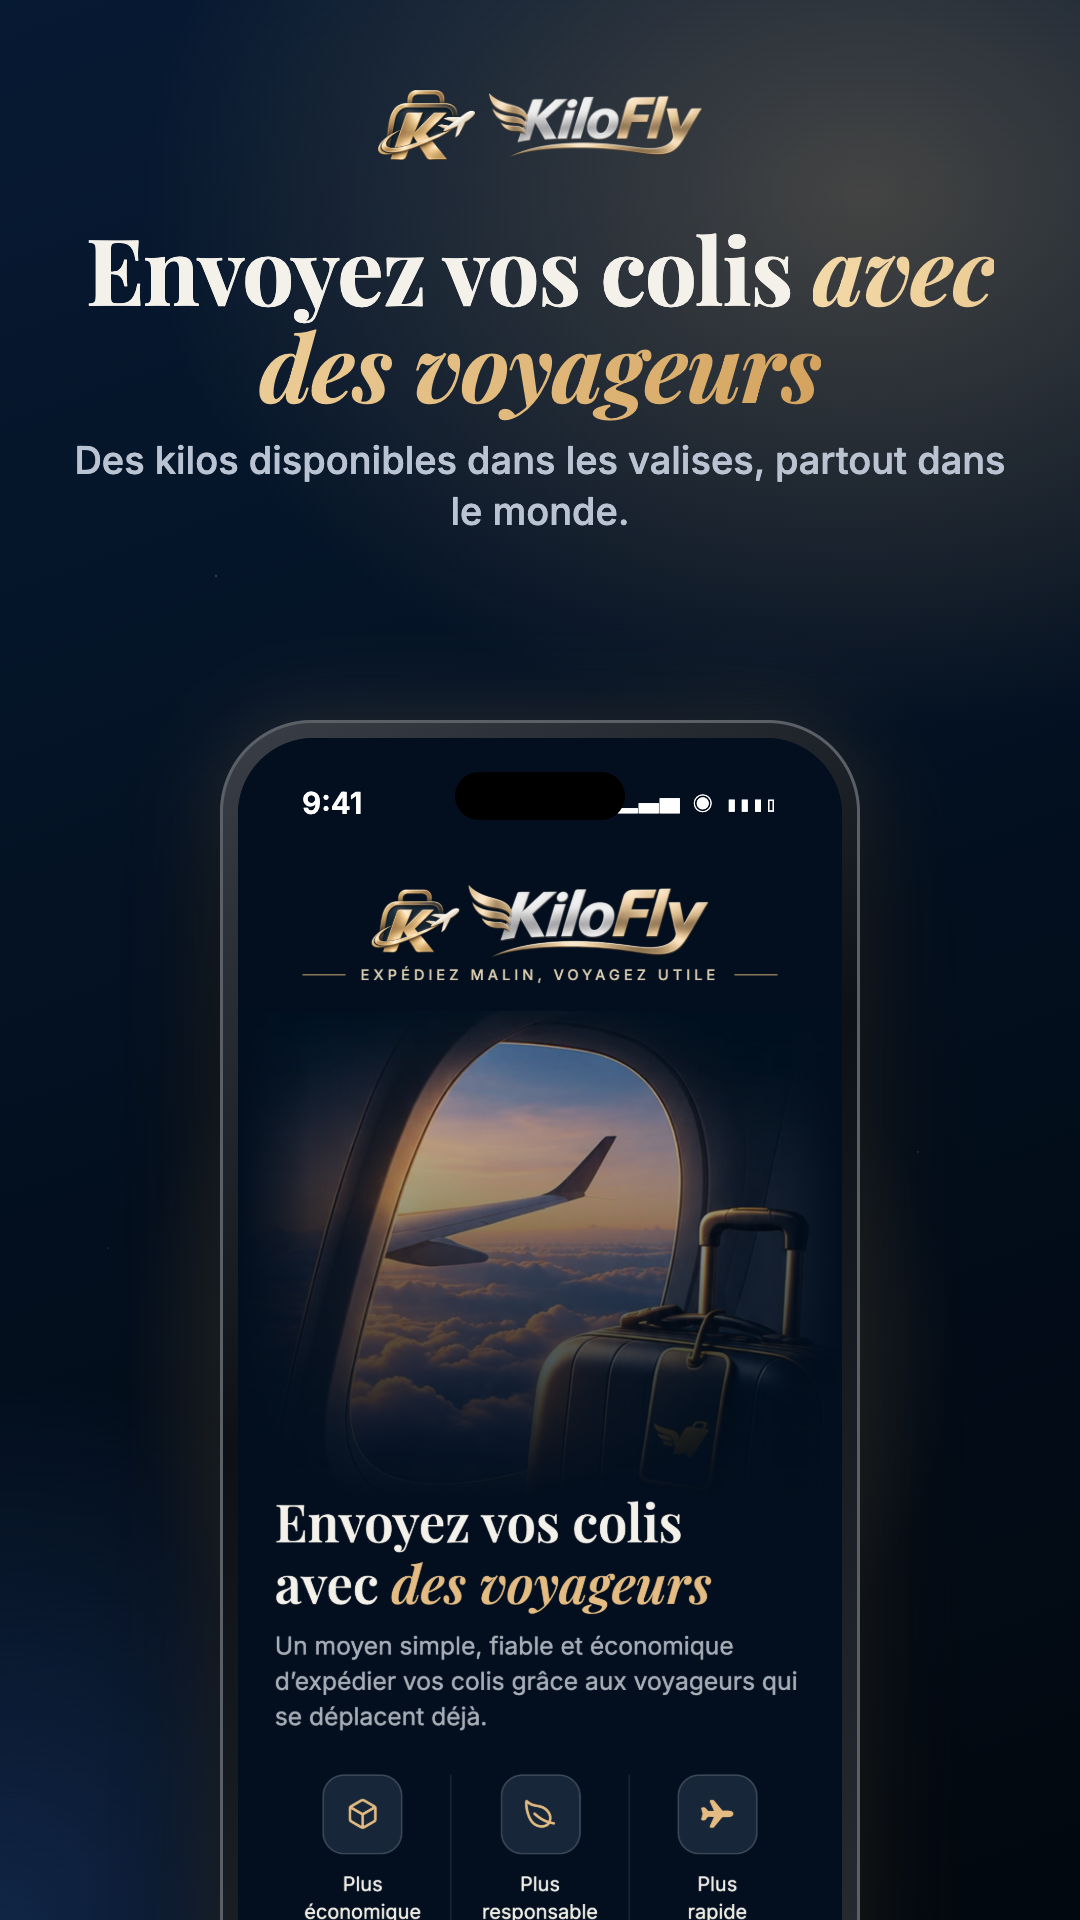 K KiloFly
Envoyez vos colis avec
des voyageurs
Des kilos disponibles dans les valises, partout dans
le monde.
9:41
K KiloFly
EXPÉDIEZ MALIN, VOYAGEZ UTILE
Envoyez vos colis
avec des voyageurs
Un moyen simple, fiable et économique
d’expédier vos colis grâce aux voyageurs qui
se déplacent déjà.
Plus
économique
Plus
responsable
Plus
rapide